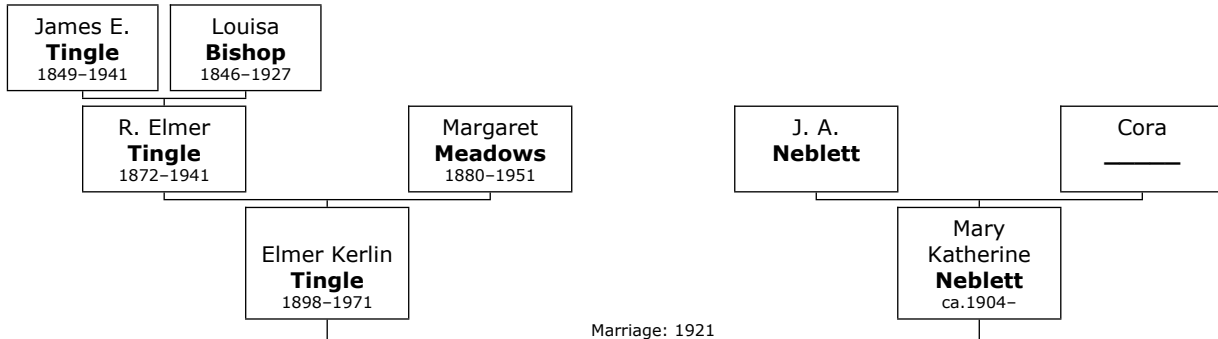 James E.
Tingle
1849–1941
Louisa
Bishop
1846–1927
R. Elmer
Tingle
1872–1941
Margaret
Meadows
1880–1951
J. A.
Neblett
Cora
______
Elmer Kerlin
Tingle
1898–1971
Mary
Katherine
Neblett
ca.1904–
Marriage: 1921